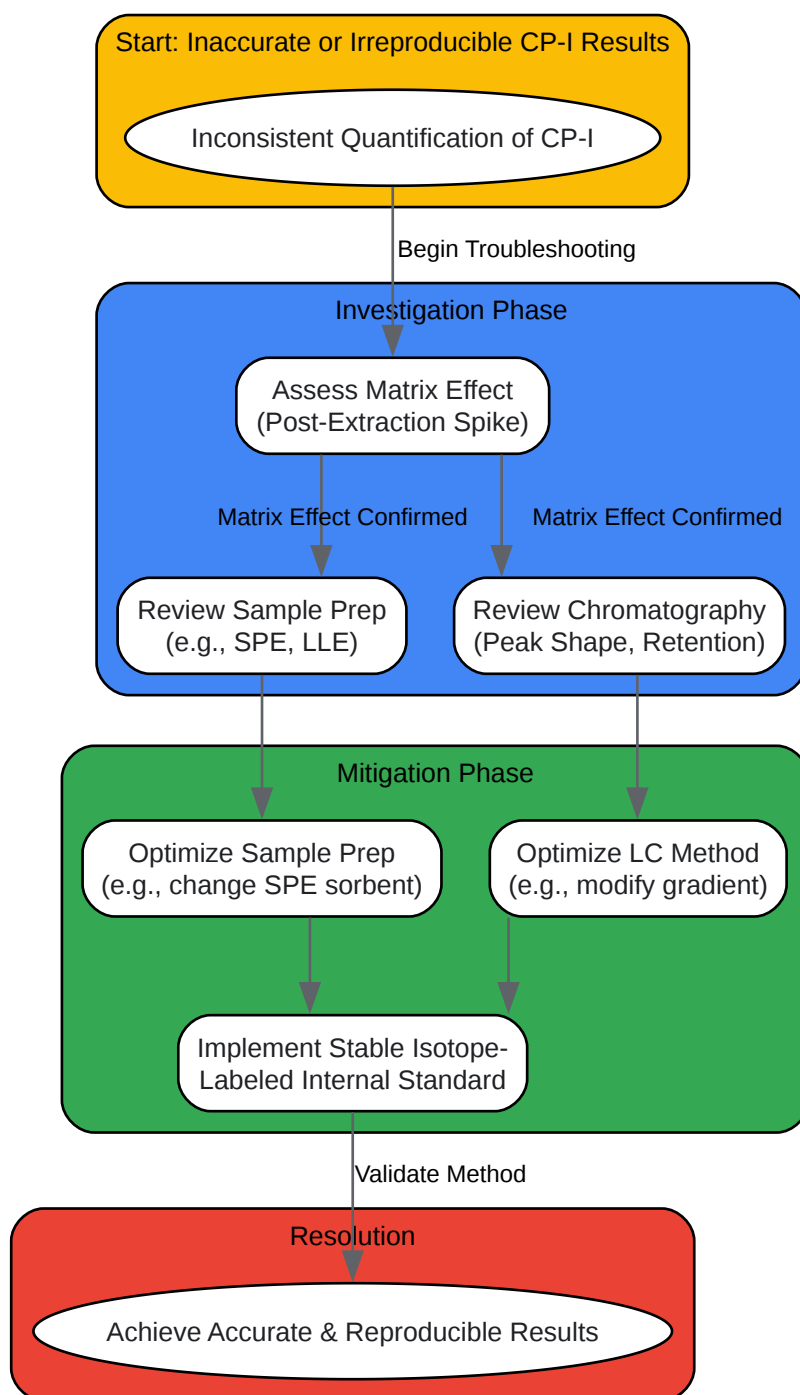 Start: Inaccurate or Irreproducible CP-I Results
Inconsistent Quantification of CP-I
Begin Troubleshooting
Investigation Phase
Assess Matrix Effect
(Post-Extraction Spike)
Matrix Effect Confirmed
Matrix Effect Confirmed
Review Sample Prep
(e.g., SPE, LLE)
Review Chromatography
(Peak Shape, Retention)
Mitigation Phase
Optimize Sample Prep
(e.g., change SPE sorbent)
Optimize LC Method
(e.g., modify gradient)
Implement Stable Isotope-
Labeled Internal Standard
Validate Method
Resolution
Achieve Accurate & Reproducible Results